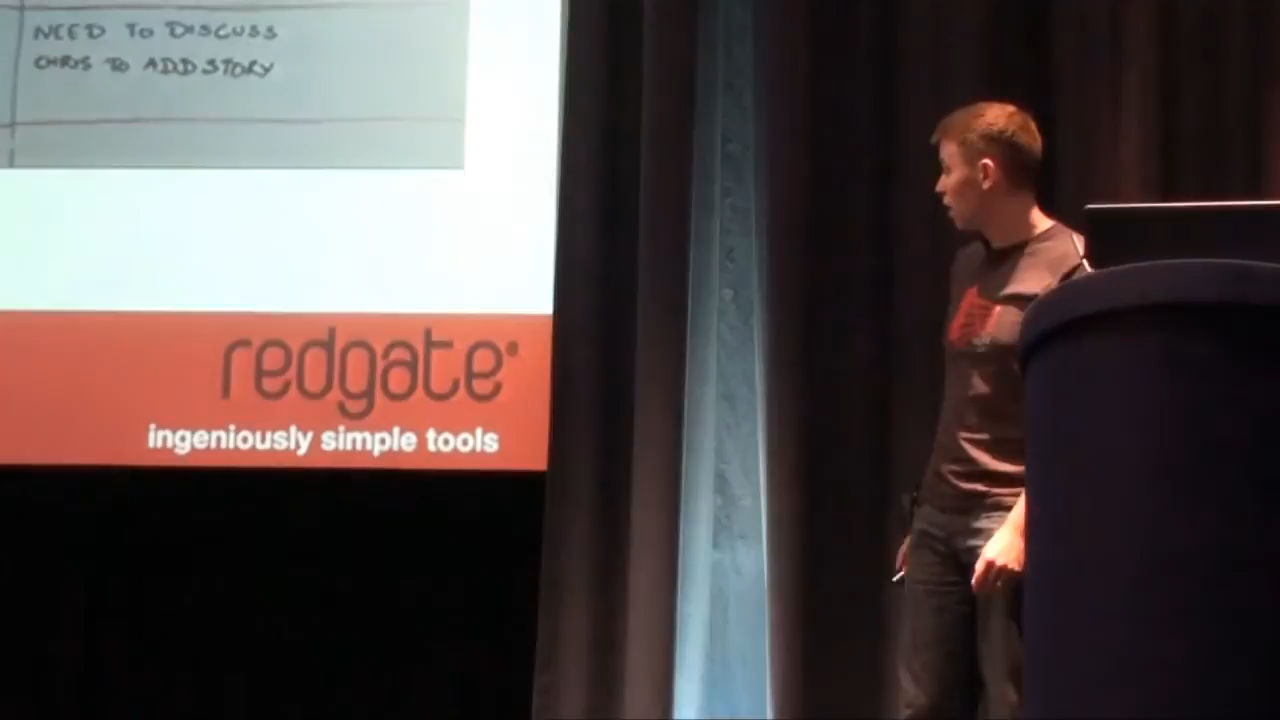 NEED TO DISCUSS
CHRIS TO ADD STORY
redgate
ingeniously simple tools